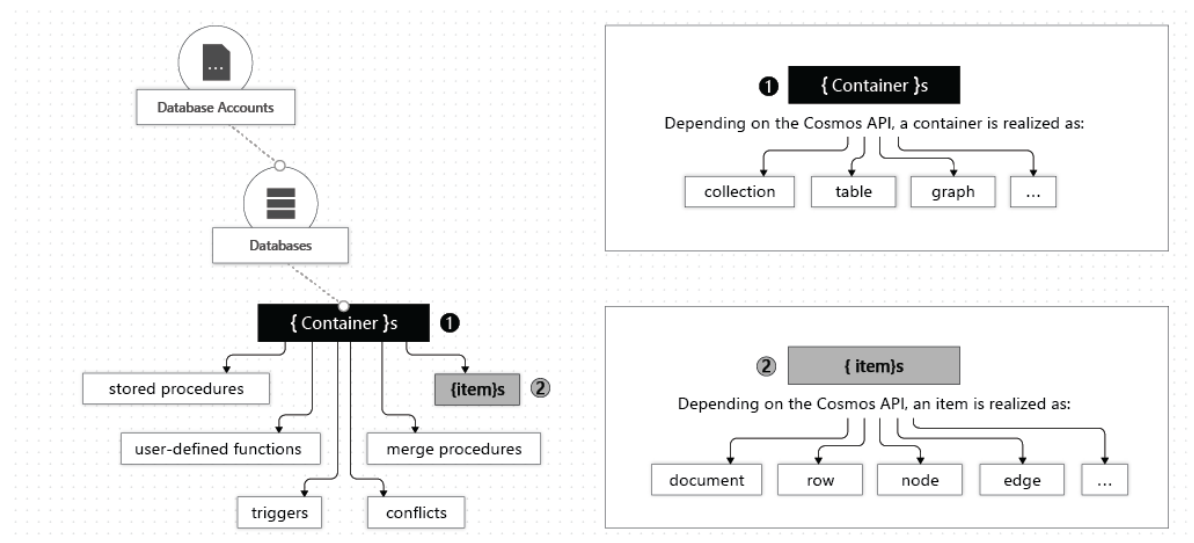 ...
Database Accounts
Databases
{ Container }s 1
stored procedures
{item}s 2
user-defined functions
merge procedures
triggers
conflicts
1 { Container }s
Depending on the Cosmos API, a container is realized as:
collection
table
graph
...
2 { item}s
Depending on the Cosmos API, an item is realized as:
document
row
node
edge
...